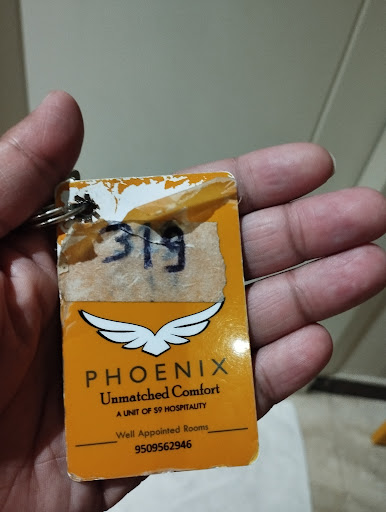 319
PHOENIX
Unmatched Comfort
A UNIT OF S9 HOSPITALITY
Well Appointed Rooms
9509562946